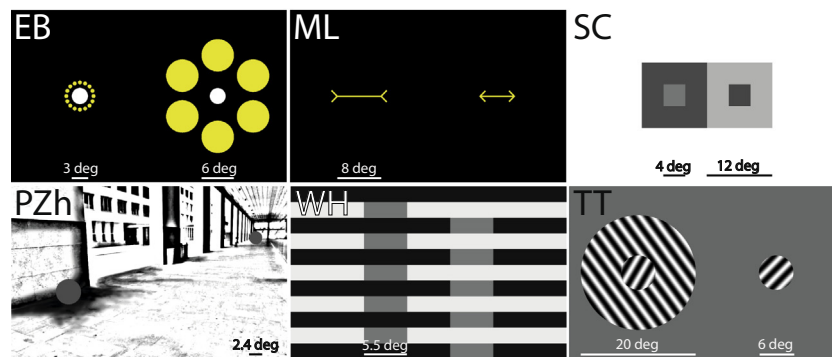 EB
ML
SC
3 deg
6 deg
8 deg
4 deg
12 deg
PZh
WH
TT
2.4 deg
5.5 deg
20 deg
6 deg